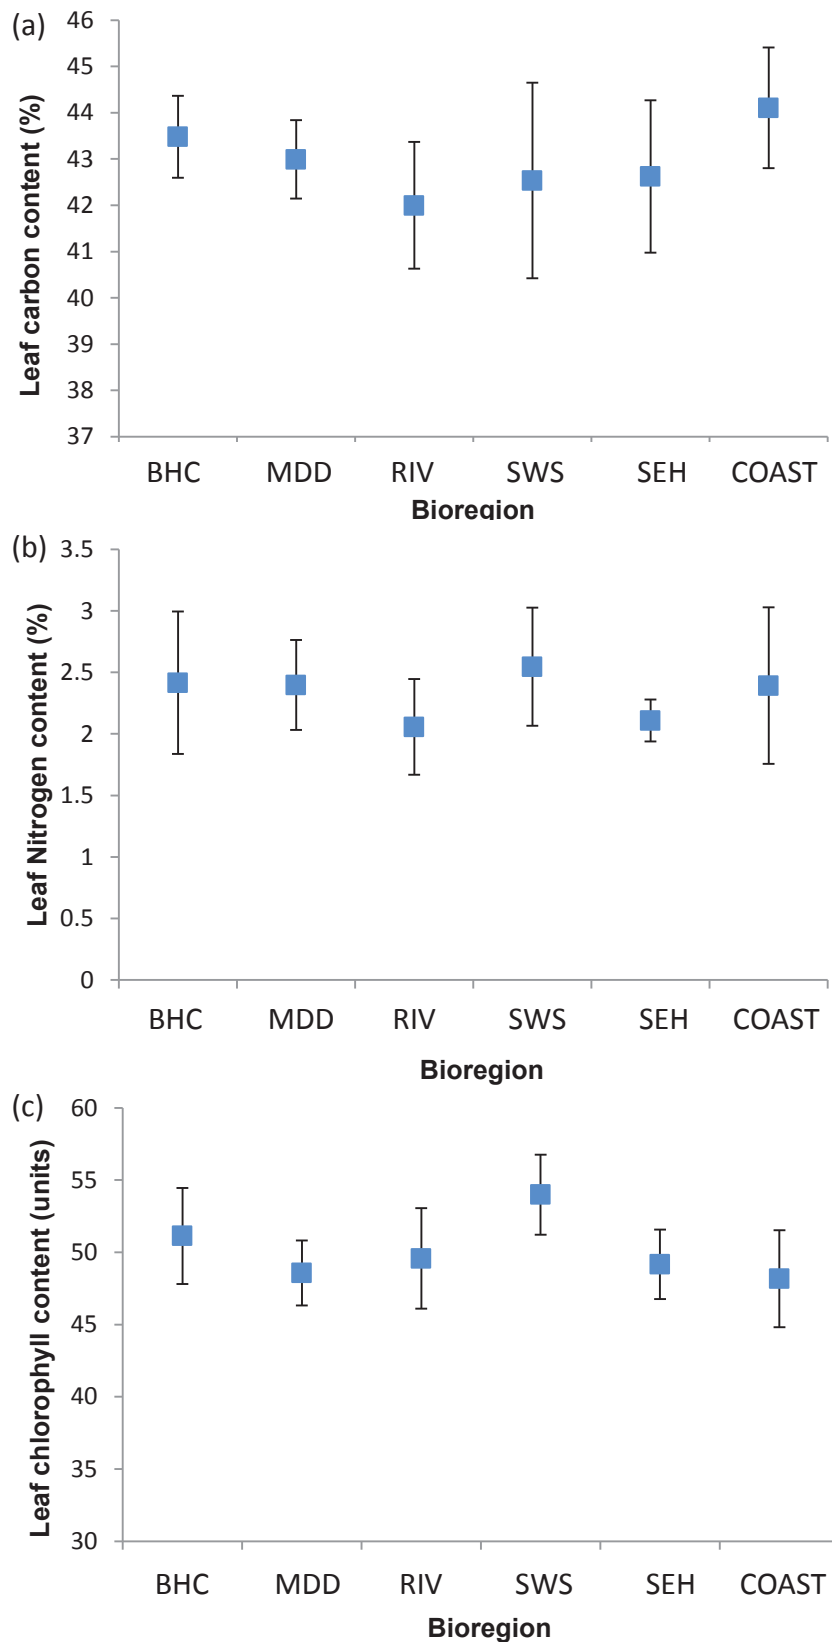 (a)
Leaf carbon content (%)
46
45
44
43
42
41
40
39
38
37
BHC MDD RIV SWS SEH COAST
Bioregion
(b)
Leaf Nitrogen content (%)
3.5
3
2.5
2
1.5
1
0.5
0
BHC MDD RIV SWS SEH COAST
Bioregion
(c)
Leaf chlorophyll content (units)
60
55
50
45
40
35
30
BHC MDD RIV SWS SEH COAST
Bioregion